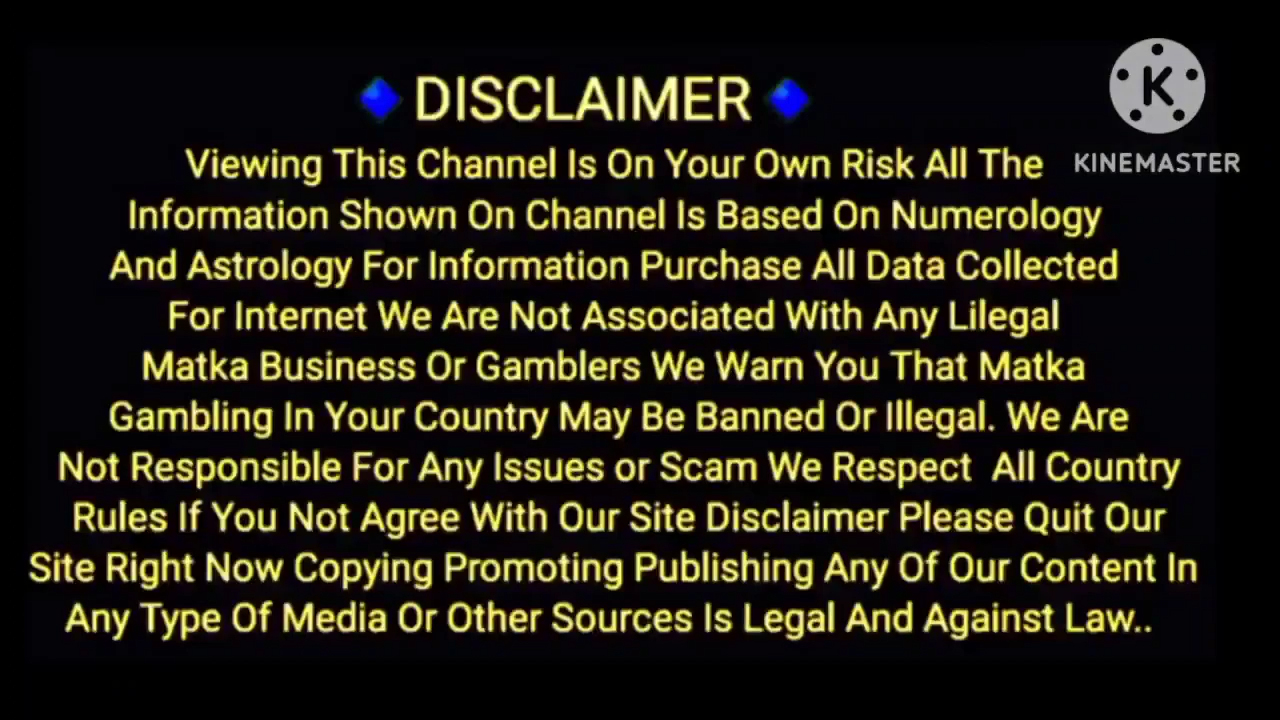 DISCLAIMER
KINEMASTER
Viewing This Channel Is On Your Own Risk All The
Information Shown On Channel Is Based On Numerology
And Astrology For Information Purchase All Data Collected
For Internet We Are Not Associated With Any Lilegal
Matka Business Or Gamblers We Warn You That Matka
Gambling In Your Country May Be Banned Or Illegal. We Are
Not Responsible For Any Issues or Scam We Respect All Country
Rules If You Not Agree With Our Site Disclaimer Please Quit Our
Site Right Now Copying Promoting Publishing Any Of Our Content In
Any Type Of Media Or Other Sources Is Legal And Against Law..